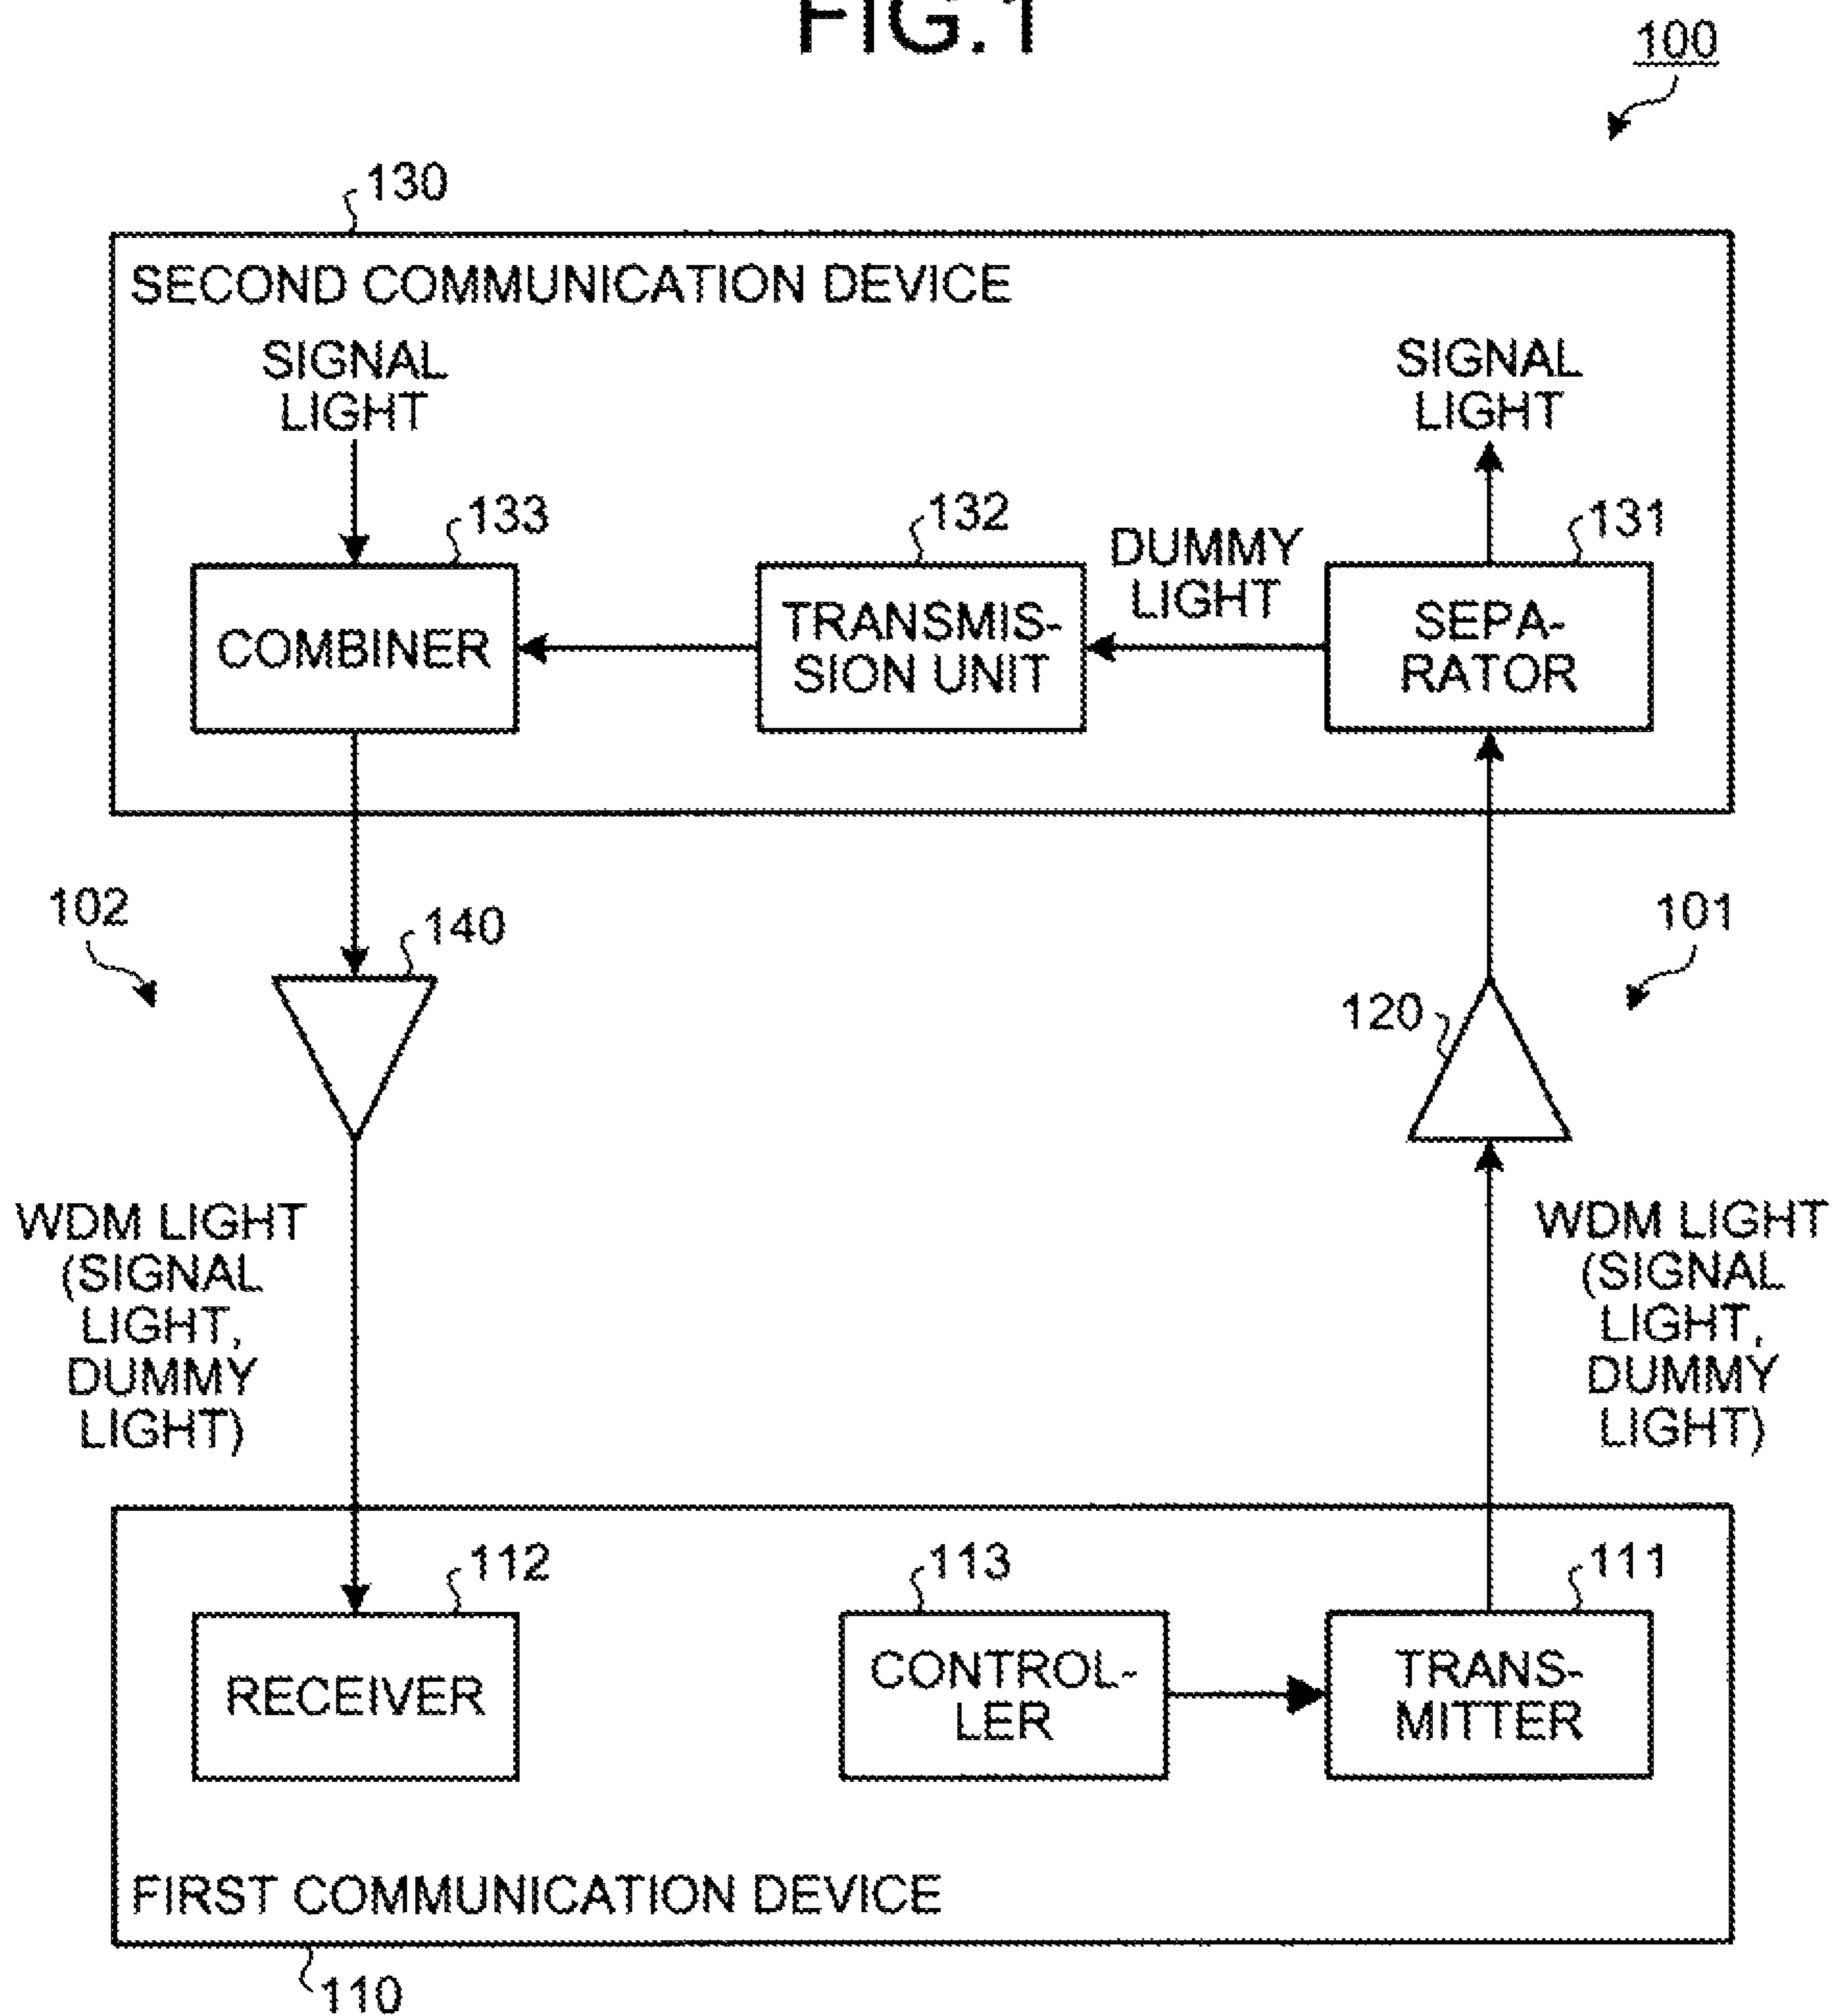 FIG.1
100
130
SECOND COMMUNICATION DEVICE
SIGNAL
LIGHT
SIGNAL
LIGHT
133
132
DUMMY
LIGHT
131
COMBINER
TRANSMIS-
SION UNIT
SEPA-
RATOR
102
140
120
101
WDM LIGHT
(SIGNAL
LIGHT,
DUMMY
LIGHT)
WDM LIGHT
(SIGNAL
LIGHT,
DUMMY
LIGHT)
112
113
111
RECEIVER
CONTROL-
LER
TRANS-
MITTER
FIRST COMMUNICATION DEVICE
110